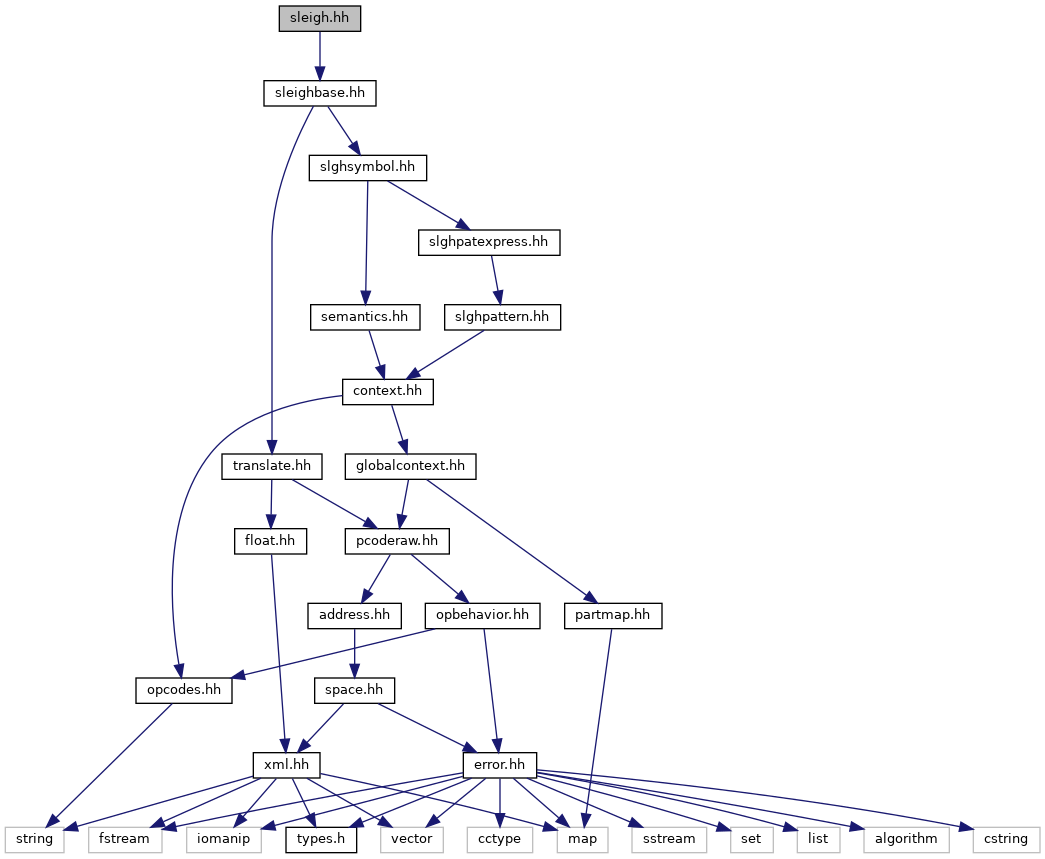 sleigh.hh
sleighbase.hh
slghsymbol.hh
slghpatexpress.hh
semantics.hh
slghpattern.hh
context.hh
translate.hh
globalcontext.hh
float.hh
pcoderaw.hh
address.hh
opbehavior.hh
partmap.hh
opcodes.hh
space.hh
xml.hh
error.hh
string
fstream
iomanip
types.h
vector
cctype
map
sstream
set
list
algorithm
cstring